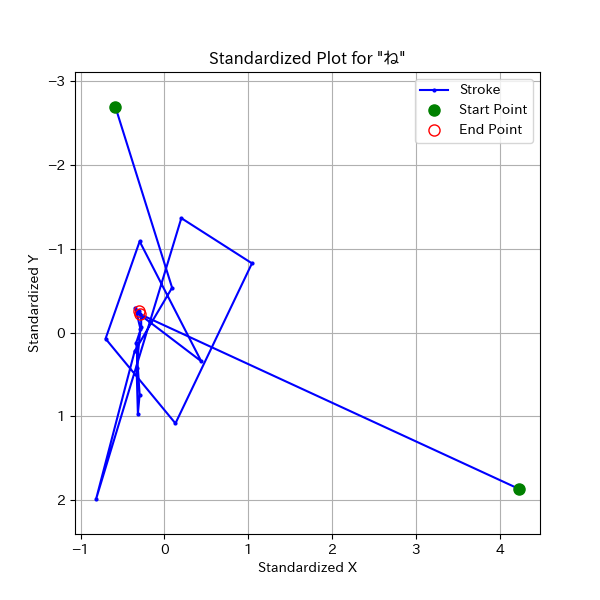 Standardized Plot for "ね"
Stroke
Start Point
End Point
Standardized Y
−3
−2
−1
0
1
2
−1 0 1 2 3 4
Standardized X